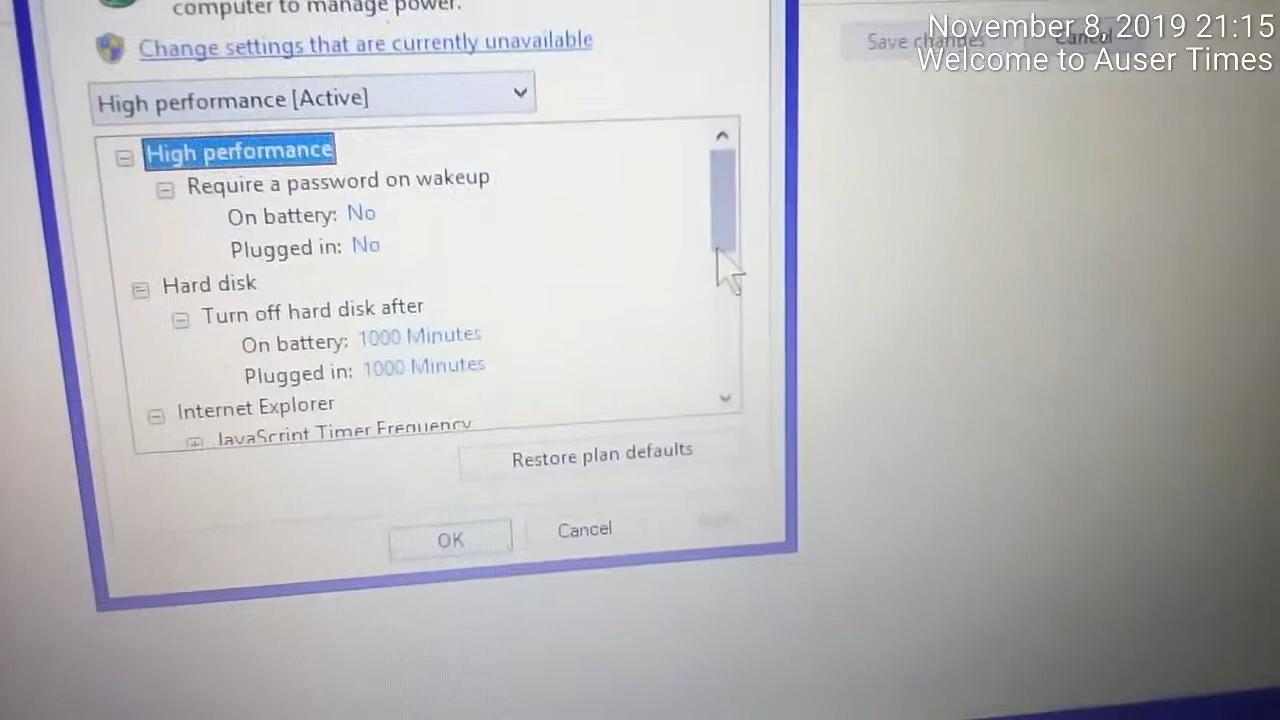 November 8, 2019 21:15
Welcome to Auser Times
computer to manage power.
Save changes
Cancel
Change settings that are currently unavailable
High performance [Active]
High performance
Require a password on wakeup
On battery: No
Plugged in: No
Hard disk
Turn off hard disk after
On battery: 1000 Minutes
Plugged in: 1000 Minutes
Internet Explorer
JavaScript Timer Frequency
Restore plan defaults
OK
Cancel